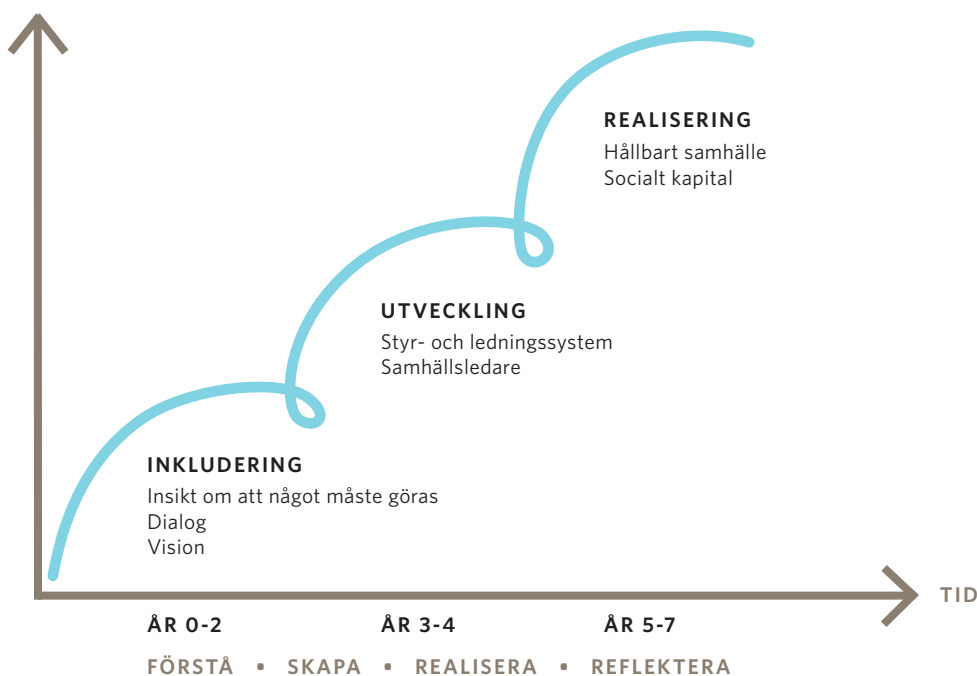 REALISERING
Hållbart samhälle
Socialt kapital
UTVECKLING
Styr- och ledningssystem
Samhällsledare
INKLUDERING
Insikt om att något måste göras
Dialog
Vision
TID
ÅR 0-2 ÅR 3-4 ÅR 5-7
FÖRSTÅ • SKAPA • REALISERA • REFLEKTERA